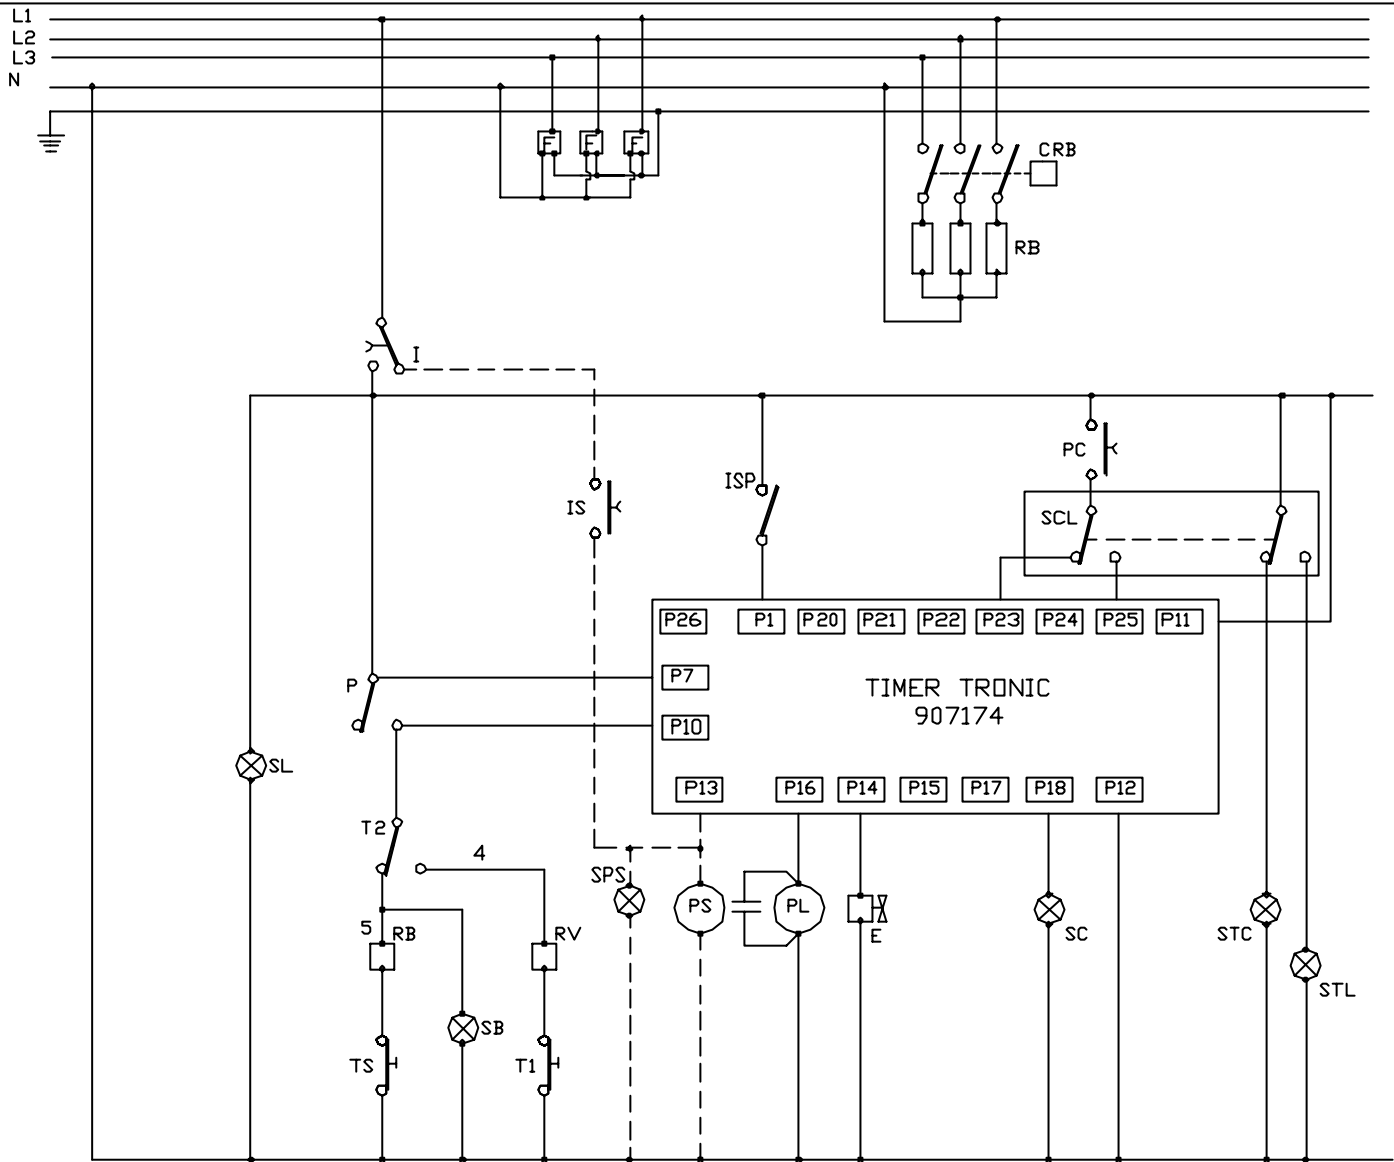 L1
L2
L3
N
F F F
CRB
RB
I
PC
ISP
IS
SCL
P26 P1 P20 P21 P22 P23 P24 P25 P11
P7
P
TIMER TRONIC
907174
P10
SL
P13 P16 P14 P15 P17 P18 P12
T2
4
SPS
PS PL
5 RB RV E SC STC
STL
SB
TS T1